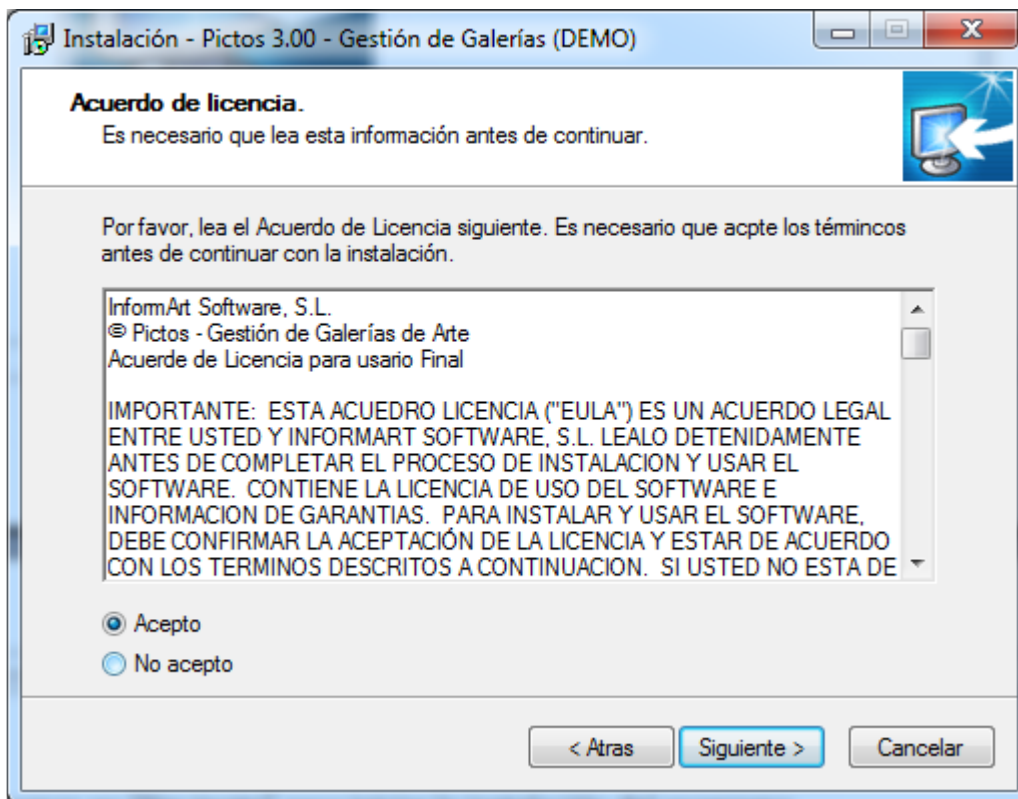 Instalación - Pictos 3.00 - Gestión de Galerías (DEMO)
Acuerdo de licencia.
Es necesario que lea esta información antes de continuar.
Por favor, lea el Acuerdo de Licencia siguiente. Es necesario que acpte los términcos
antes de continuar con la instalación.
InformArt Software, S.L.
© Pictos - Gestión de Galerías de Arte
Acuerde de Licencia para usario Final
IMPORTANTE:  ESTA ACUEDRO LICENCIA ("EULA") ES UN ACUERDO LEGAL
ENTRE USTED Y INFORMART SOFTWARE, S.L. LEALO DETENIDAMENTE
ANTES DE COMPLETAR EL PROCESO DE INSTALACION Y USAR EL
SOFTWARE.  CONTIENE LA LICENCIA DE USO DEL SOFTWARE E
INFORMACION DE GARANTIAS.  PARA INSTALAR Y USAR EL SOFTWARE,
DEBE CONFIRMAR LA ACEPTACIÓN DE LA LICENCIA Y ESTAR DE ACUERDO
CON LOS TERMINOS DESCRITOS A CONTINUACION.  SI USTED NO ESTA DE
Acepto
No acepto
< Atras
Siguiente >
Cancelar